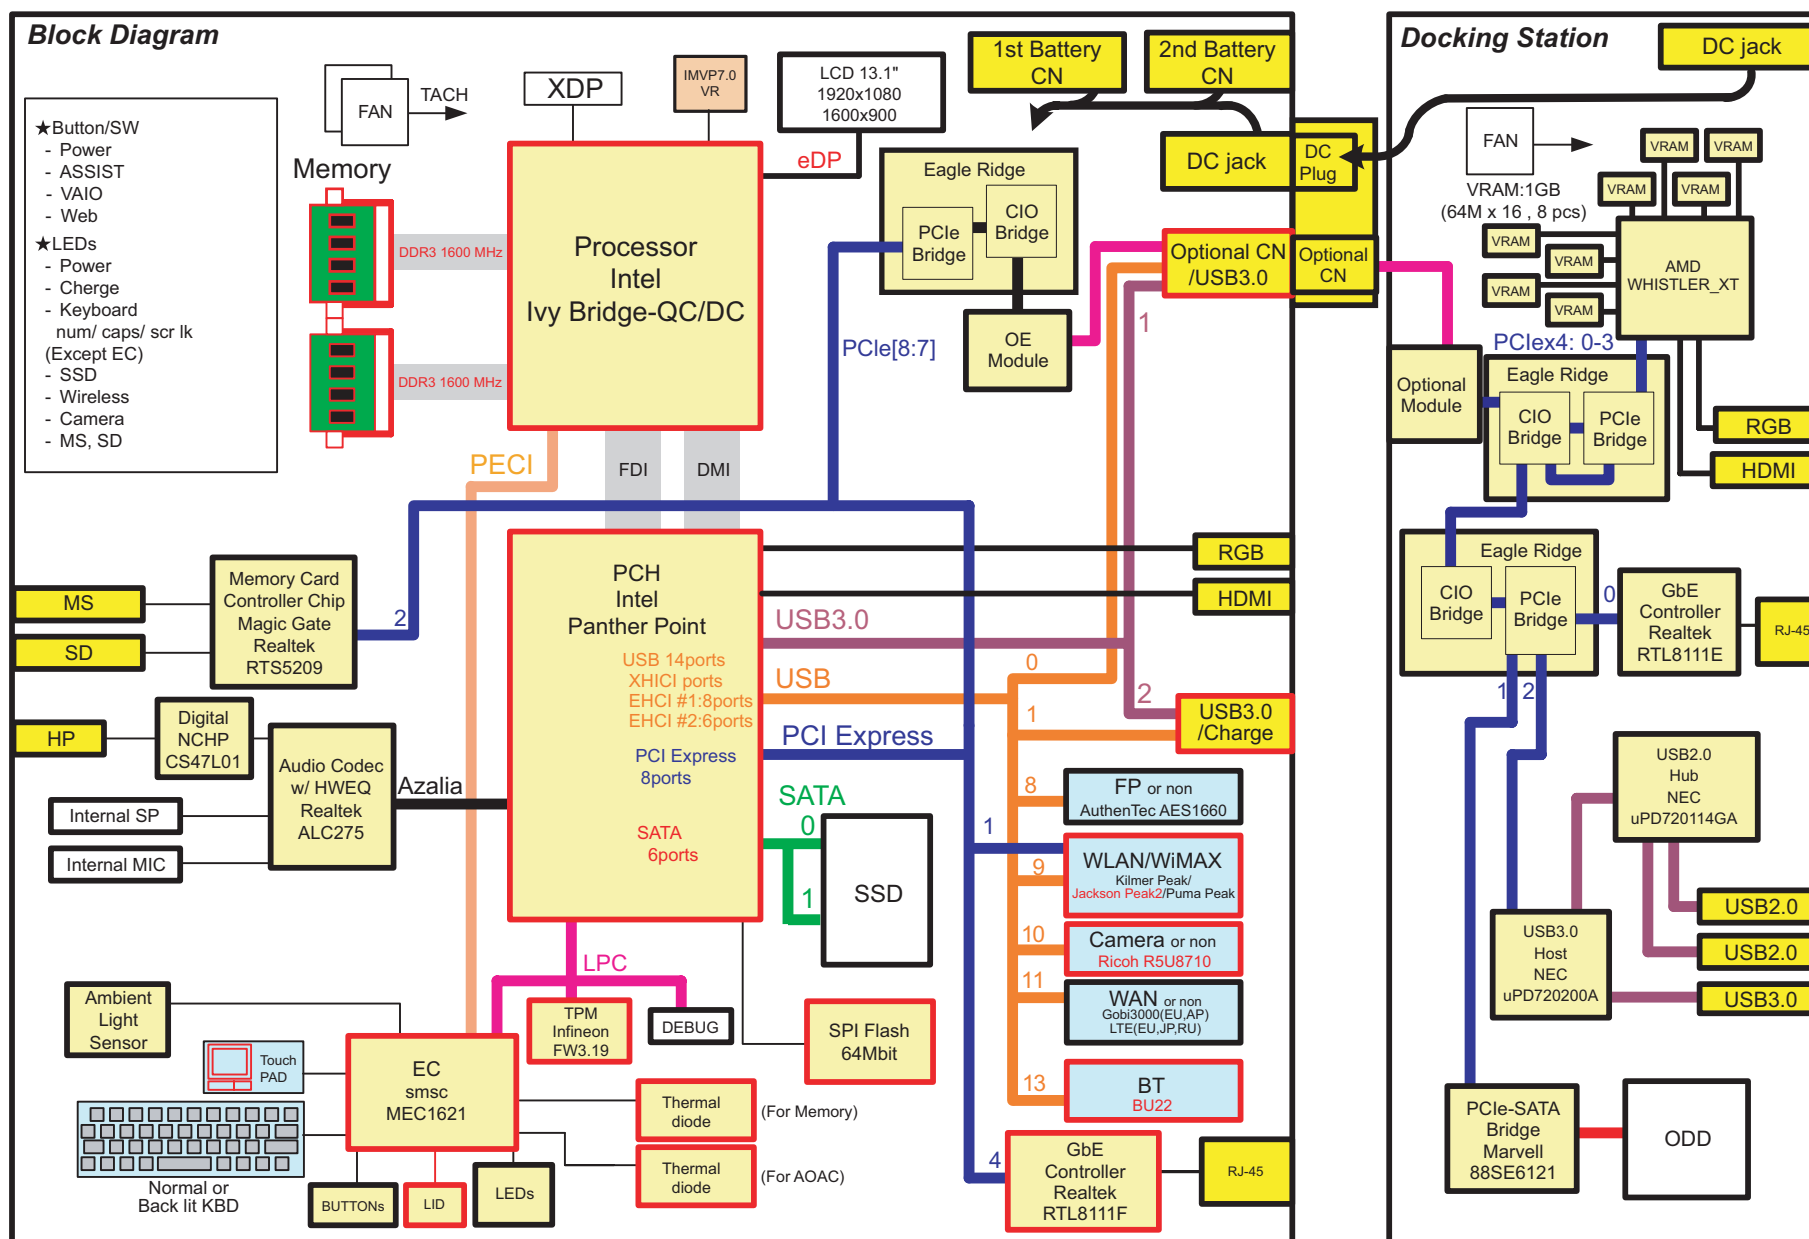 Block Diagram
★Button/SW
- Power
- ASSIST
- VAIO
- Web
★LEDs
- Power
- Cherge
- Keyboard
num/ caps/ scr lk
(Except EC)
- SSD
- Wireless
- Camera
- MS, SD
FAN
TACH
XDP
IMVP7.0
VR
LCD 13.1"
1920x1080
1600x900
eDP
Memory
DDR3 1600 MHz
DDR3 1600 MHz
Processor
Intel
Ivy Bridge-QC/DC
1st Battery
CN
2nd Battery
CN
DC jack
DC
Plug
Eagle Ridge
PCIe
Bridge
CIO
Bridge
OE
Module
Optional CN
/USB3.0
Optional
CN
1
PCIe[8:7]
PECI
FDI
DMI
PCH
Intel
Panther Point
USB 14ports
XHICI ports
EHCI #1:8ports
EHCI #2:6ports
PCI Express
8ports
SATA
6ports
RGB
HDMI
USB3.0
USB
PCI Express
SATA
0
1
SSD
0
1
2
USB3.0
/Charge
8
FP or non
AuthenTec AES1660
1
9
WLAN/WiMAX
Kilmer Peak/
Jackson Peak2/Puma Peak
10
Camera or non
Ricoh R5U8710
11
WAN or non
Gobi3000(EU,AP)
LTE(EU,JP,RU)
13
BT
BU22
4
GbE
Controller
Realtek
RTL8111F
RJ-45
MS
SD
Memory Card
Controller Chip
Magic Gate
Realtek
RTS5209
2
HP
Digital
NCHP
CS47L01
Audio Codec
w/ HWEQ
Realtek
ALC275
Azalia
Internal SP
Internal MIC
LPC
TPM
Infineon
FW3.19
DEBUG
SPI Flash
64Mbit
Ambient
Light
Sensor
Touch
PAD
EC
smsc
MEC1621
Thermal
diode
(For Memory)
Thermal
diode
(For AOAC)
Normal or
Back lit KBD
BUTTONs
LID
LEDs
Docking Station
DC jack
FAN
VRAM:1GB
(64M x 16 , 8 pcs)
VRAM
VRAM
VRAM
VRAM
VRAM
VRAM
VRAM
VRAM
AMD
WHISTLER_XT
PCIex4: 0-3
Optional
Module
Eagle Ridge
CIO
Bridge
PCIe
Bridge
RGB
HDMI
Eagle Ridge
CIO
Bridge
PCIe
Bridge
0
GbE
Controller
Realtek
RTL8111E
RJ-45
1
2
USB2.0
Hub
NEC
uPD720114GA
USB3.0
Host
NEC
uPD720200A
USB2.0
USB2.0
USB3.0
PCIe-SATA
Bridge
Marvell
88SE6121
ODD